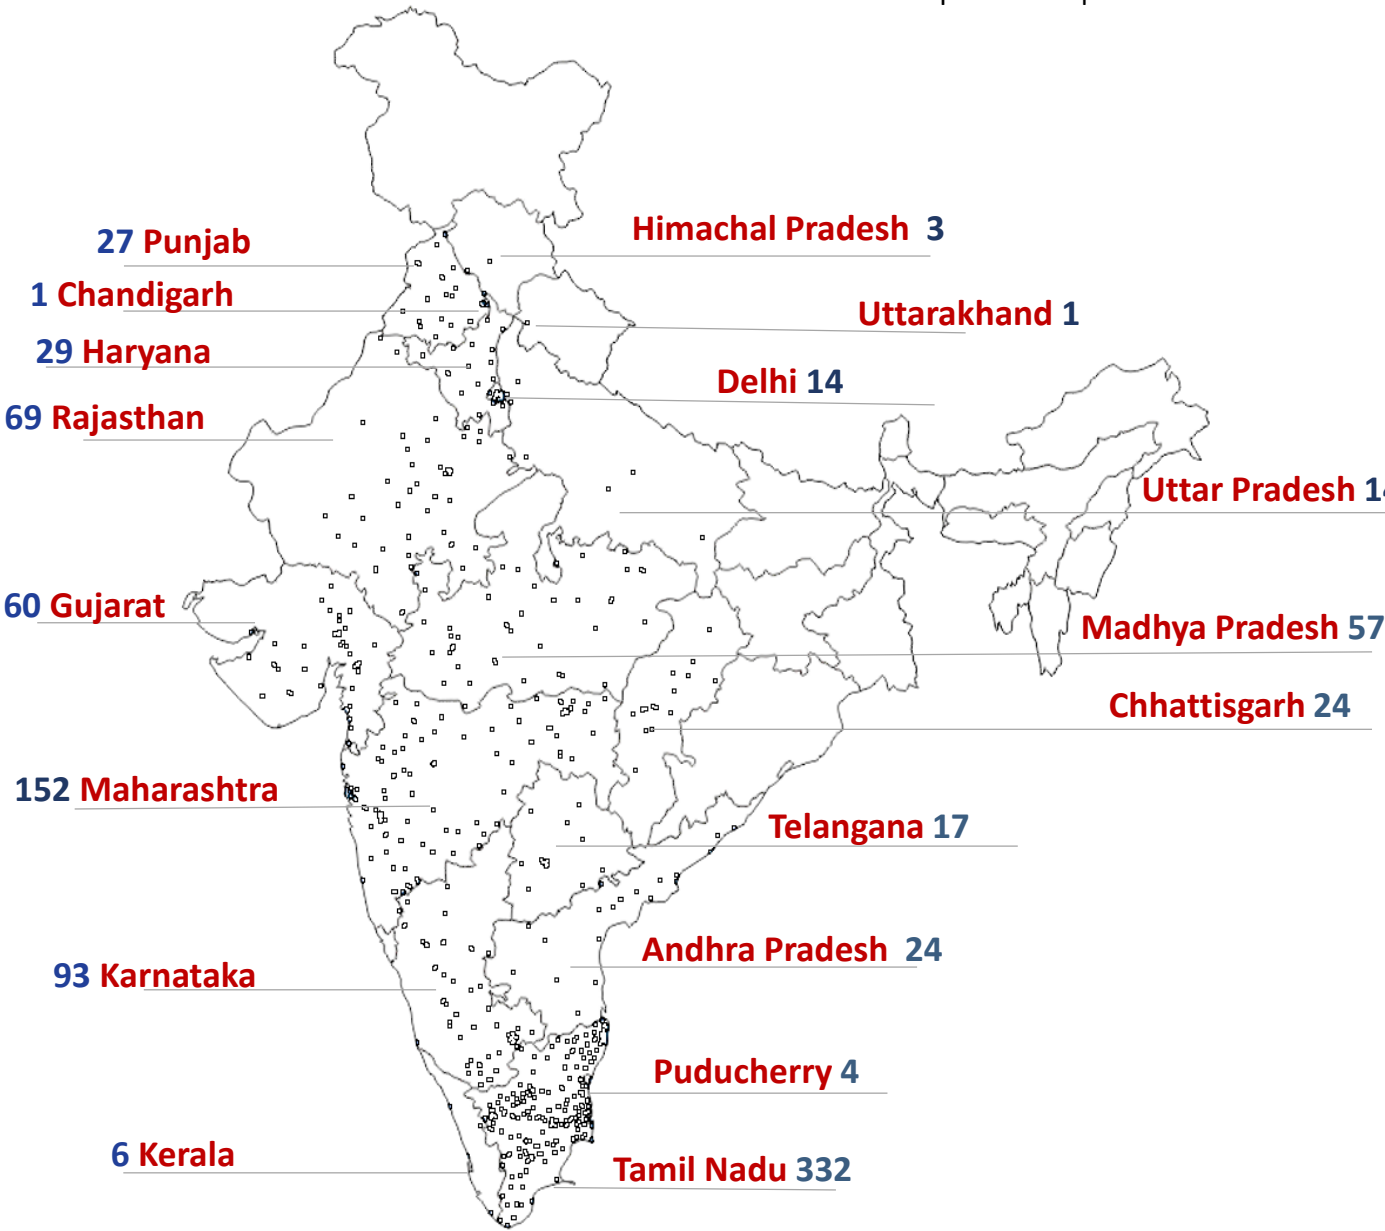 Himachal Pradesh 3
27 Punjab
1 Chandigarh
Uttarakhand 1
29 Haryana
Delhi 14
69 Rajasthan
Uttar Pradesh
60 Gujarat
Madhya Pradesh 57
Chhattisgarh 24
152 Maharashtra
Telangana 17
Andhra Pradesh 24
93 Karnataka
Puducherry 4
6 Kerala
Tamil Nadu 332